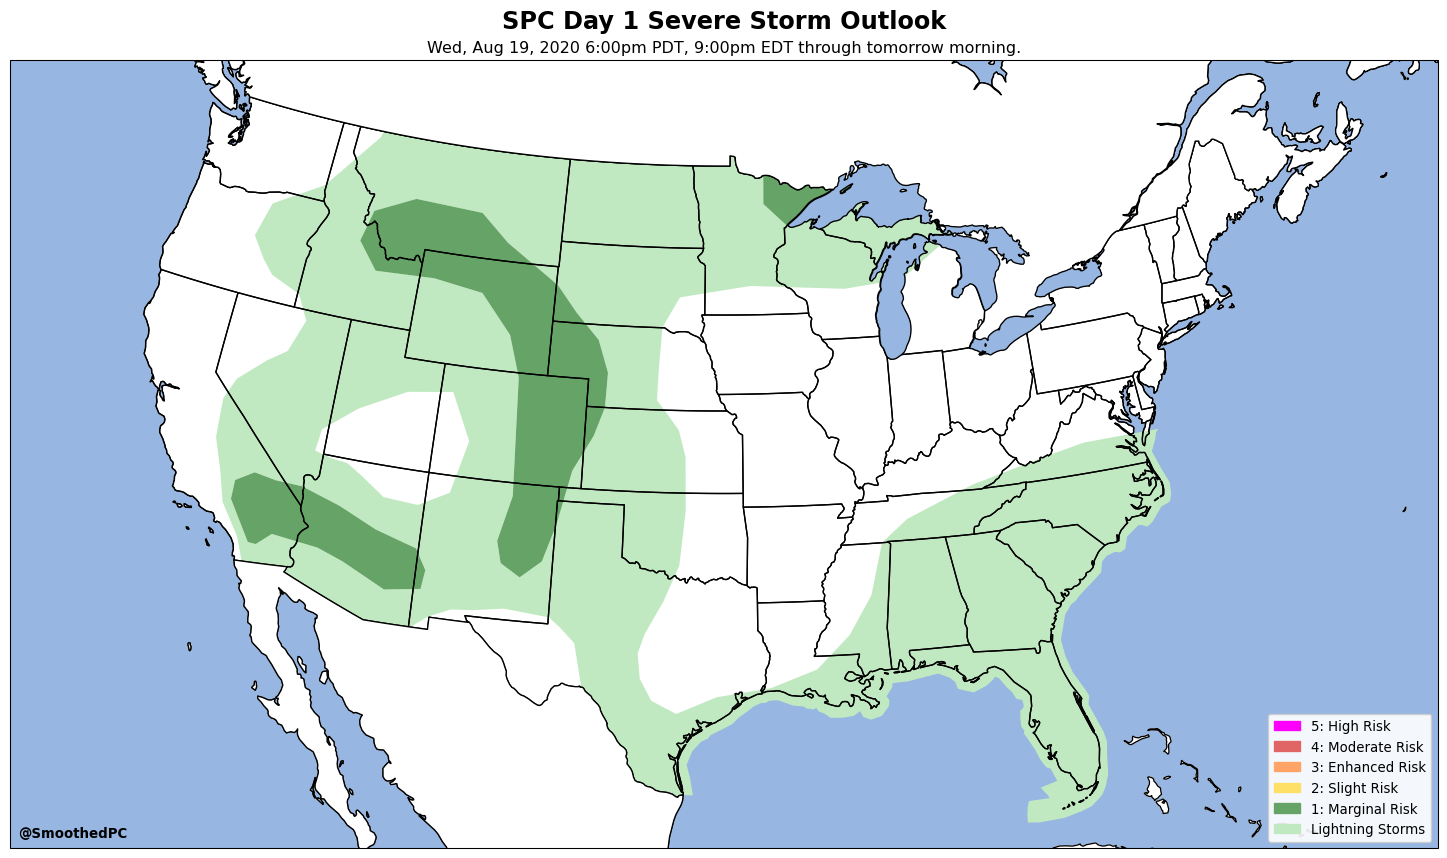 SPC Day 1 Severe Storm Outlook
Wed, Aug 19, 2020 6:00pm PDT, 9:00pm EDT through tomorrow morning.
5: High Risk
4: Moderate Risk
3: Enhanced Risk
2: Slight Risk
1: Marginal Risk
Lightning Storms
@SmoothedPC